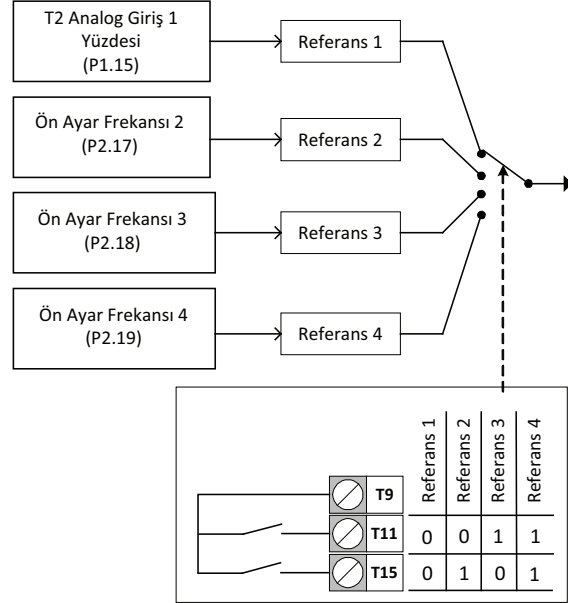 T2 Analog Giriş 1
Yüzdesi
(P1.15)
Referans 1
Ön Ayar Frekansı 2
(P2.17)
Referans 2
Ön Ayar Frekansı 3
(P2.18)
Referans 3
Ön Ayar Frekansı 4
(P2.19)
Referans 4
Referans 1 Referans 2 Referans 3 Referans 4
T9
T11 0 0 1 1
T15 0 1 0 1